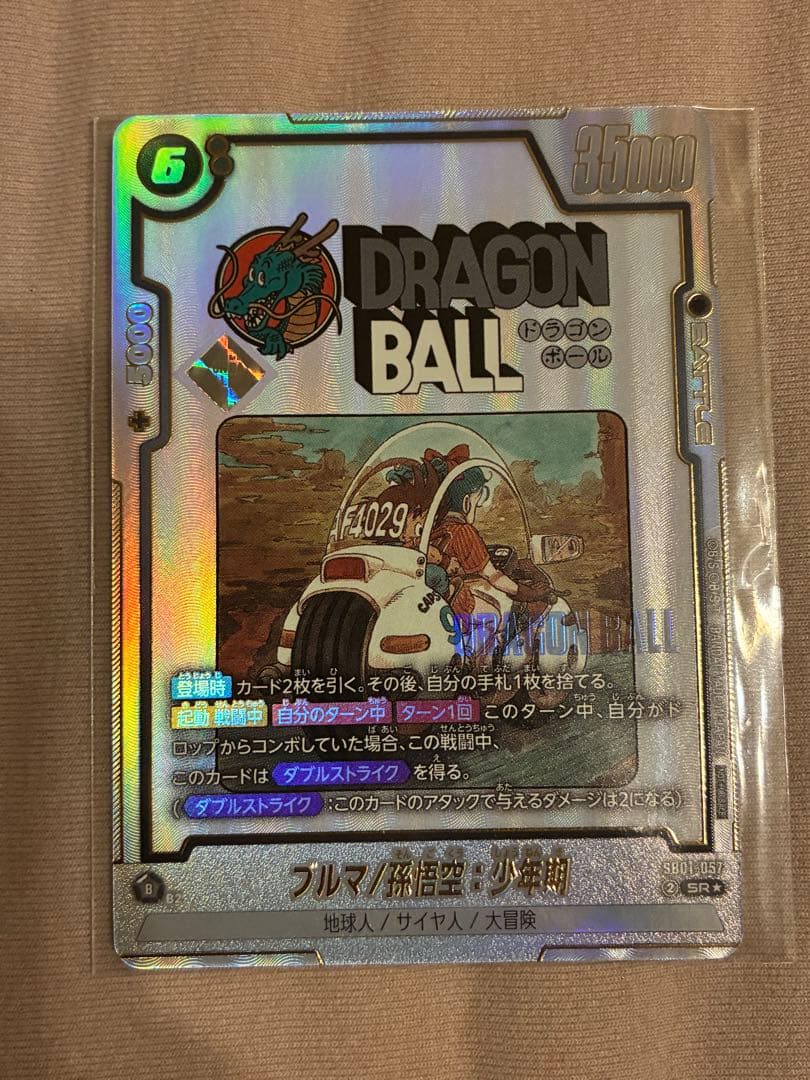 6
35000
DRAGON
BALL
ドラゴン
ボール
+5000
BATTLE
AF4029
CAPS
9
DRAGON BALL
登場時 カード2枚を引く。その後、自分の手札1枚を捨てる。
起動 戦闘中 自分のターン中 ターン1回 このターン中、自分がド
ロップからコンボしていた場合、この戦闘中、
このカードは ダブルストライク を得る。
( ダブルストライク :このカードのアタックで与えるダメージは2になる)
ブルマ/孫悟空：少年期
SB01-057
② SR★
B
地球人 / サイヤ人 / 大冒険